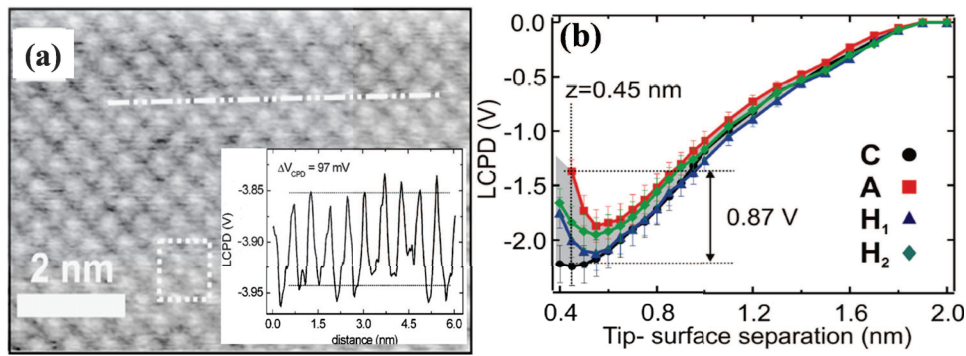 (a)
2 nm
ΔVCPD = 97 mV
LCPD (V)
-3.85
-3.90
-3.95
0.0 1.5 3.0 4.5 6.0
distance (nm)
(b)
LCPD (V)
0.0
-0.5
-1.0
-1.5
-2.0
z=0.45 nm
0.87 V
C
A
H1
H2
0.4 0.8 1.2 1.6 2.0
Tip- surface separation (nm)